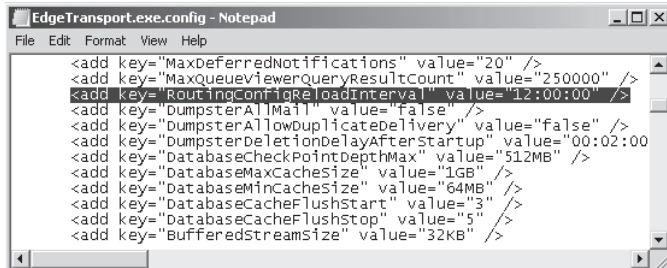 EdgeTransport.exe.config - Notepad
File Edit Format View Help
<add key="MaxDeferredNotifications" value="20" />
<add key="MaxQueueViewerQueryResultCount" value="250000" />
<add key="RoutingConfigReloadInterval" value="12:00:00" />
<add key="DumpsterAllMail" value="false" />
<add key="DumpsterAllowDuplicateDelivery" value="false" />
<add key="DumpsterDeletionDelayAfterStartup" value="00:02:00
<add key="DatabaseCheckPointDepthMax" value="512MB" />
<add key="DatabaseMaxCacheSize" value="1GB" />
<add key="DatabaseMinCacheSize" value="64MB" />
<add key="DatabaseCacheFlushStart" value="3" />
<add key="DatabaseCacheFlushStop" value="5" />
<add key="BufferedStreamSize" value="32KB" />